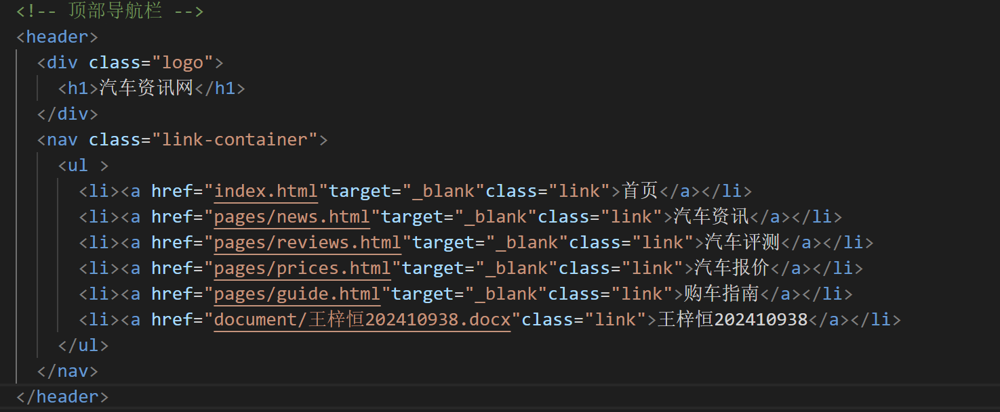 <!-- 顶部导航栏 -->
<header>
  <div class="logo">
    <h1>汽车资讯网</h1>
  </div>
  <nav class="link-container">
    <ul >
      <li><a href="index.html"target="_blank"class="link">首页</a></li>
      <li><a href="pages/news.html"target="_blank"class="link">汽车资讯</a></li>
      <li><a href="pages/reviews.html"target="_blank"class="link">汽车评测</a></li>
      <li><a href="pages/prices.html"target="_blank"class="link">汽车报价</a></li>
      <li><a href="pages/guide.html"target="_blank"class="link">购车指南</a></li>
      <li><a href="document/王梓恒202410938.docx"class="link">王梓恒202410938</a></li>
    </ul>
  </nav>
</header>